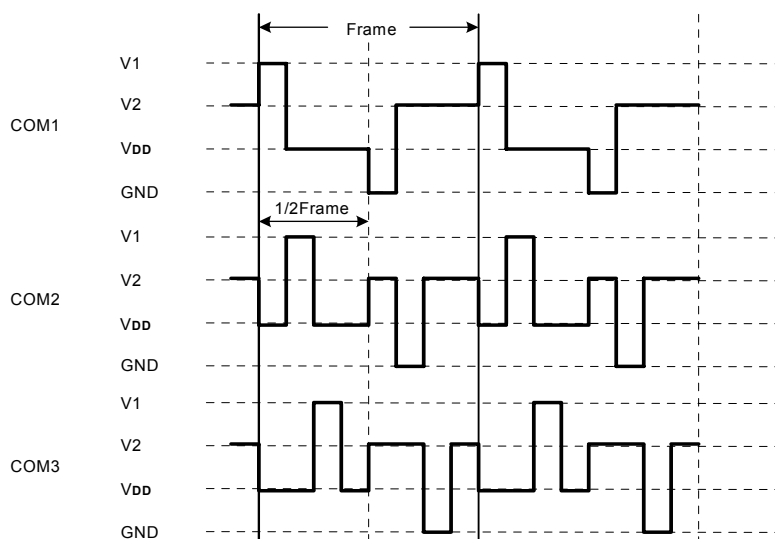 Frame
V1
V2
COM1
VDD
GND
1/2Frame
V1
V2
COM2
VDD
GND
V1
V2
COM3
VDD
GND